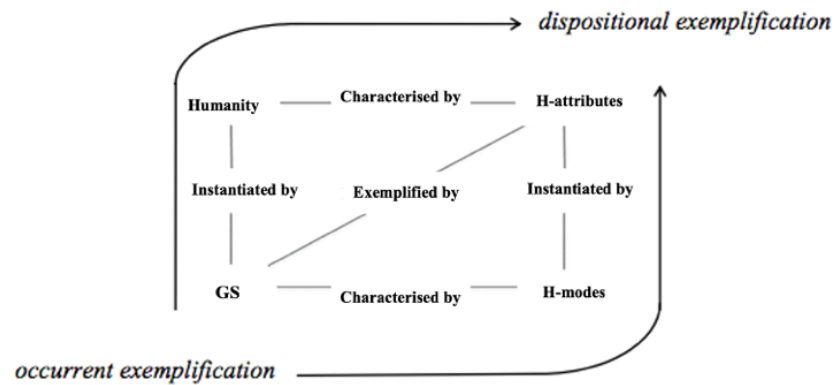 dispositional exemplification
Humanity
Characterised by
H-attributes
Instantiated by
Exemplified by
Instantiated by
GS
Characterised by
H-modes
occurrent exemplification